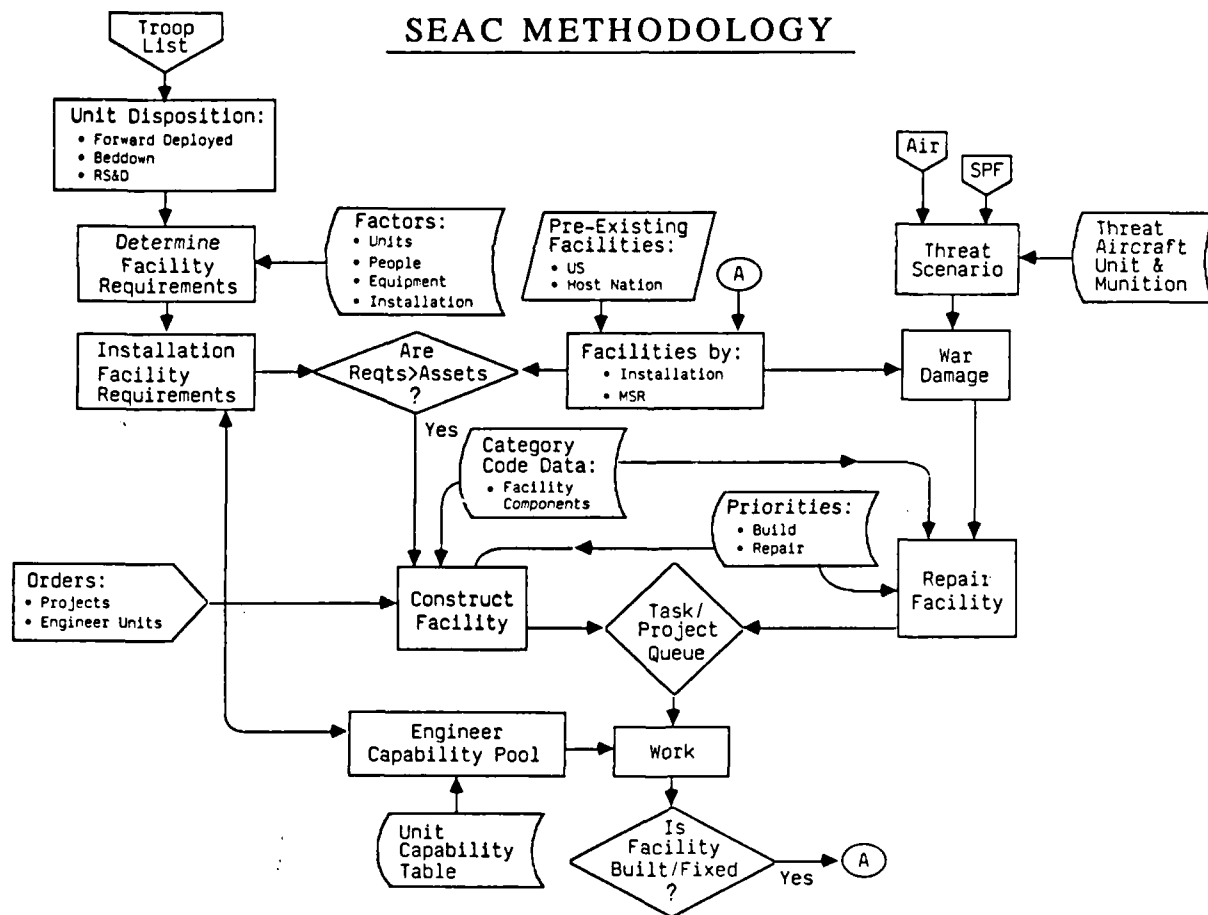 SEAC METHODOLOGY
Troop
List
Unit Disposition:
• Forward Deployed
• Beddown
• RS&D
Air
SPF
Determine
Facility
Requirements
Factors:
• Units
• People
• Equipment
• Installation
Pre-Existing
Facilities:
• US
• Host Nation
A
Threat
Scenario
Threat
Aircraft
Unit &
Munition
Installation
Facility
Requirements
Are
Reqts>Assets
?
Yes
Facilities by:
• Installation
• MSR
War
Damage
Category
Code Data:
• Facility
Components
Priorities:
• Build
• Repair
Orders:
• Projects
• Engineer Units
Construct
Facility
Task/
Project
Queue
Repair
Facility
Engineer
Capability Pool
Work
Unit
Capability
Table
Is
Facility
Built/Fixed
?
Yes
A